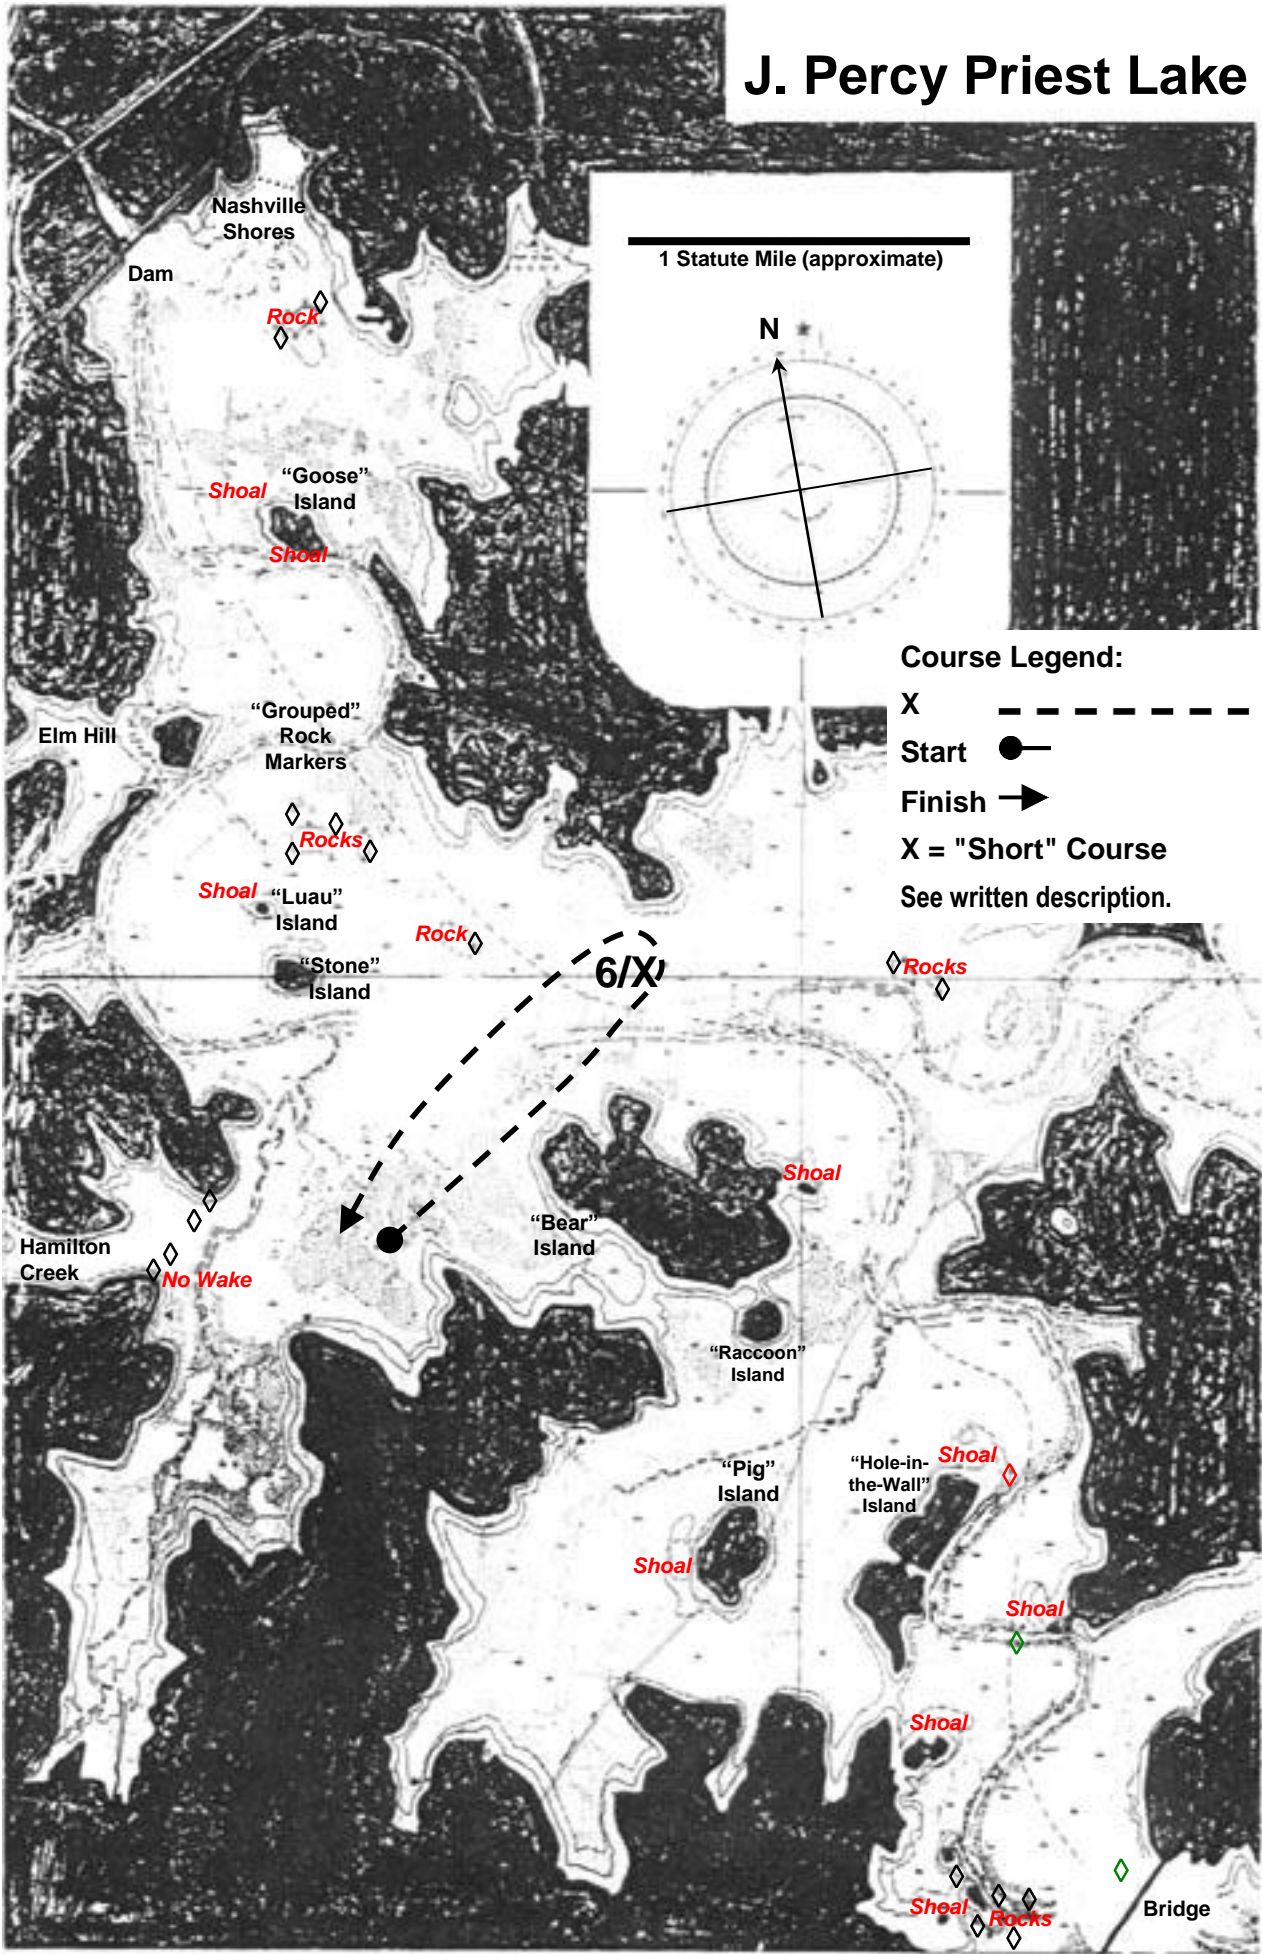 J. Percy Priest Lake
Nashville
Shores
Dam
1 Statute Mile (approximate)
Rock
N
"Goose"
Island
Shoal
Shoal
Course Legend:
X
Start
Finish
X = "Short" Course
See written description.
"Grouped"
Rock
Markers
Elm Hill
Rocks
Shoal
"Luau"
Island
Rock
"Stone"
Island
6/X
Rocks
Shoal
"Bear"
Island
Hamilton
Creek
No Wake
"Raccoon"
Island
"Pig"
Island
"Hole-in-
the-Wall"
Island
Shoal
Shoal
Shoal
Shoal
Shoal
Rocks
Bridge